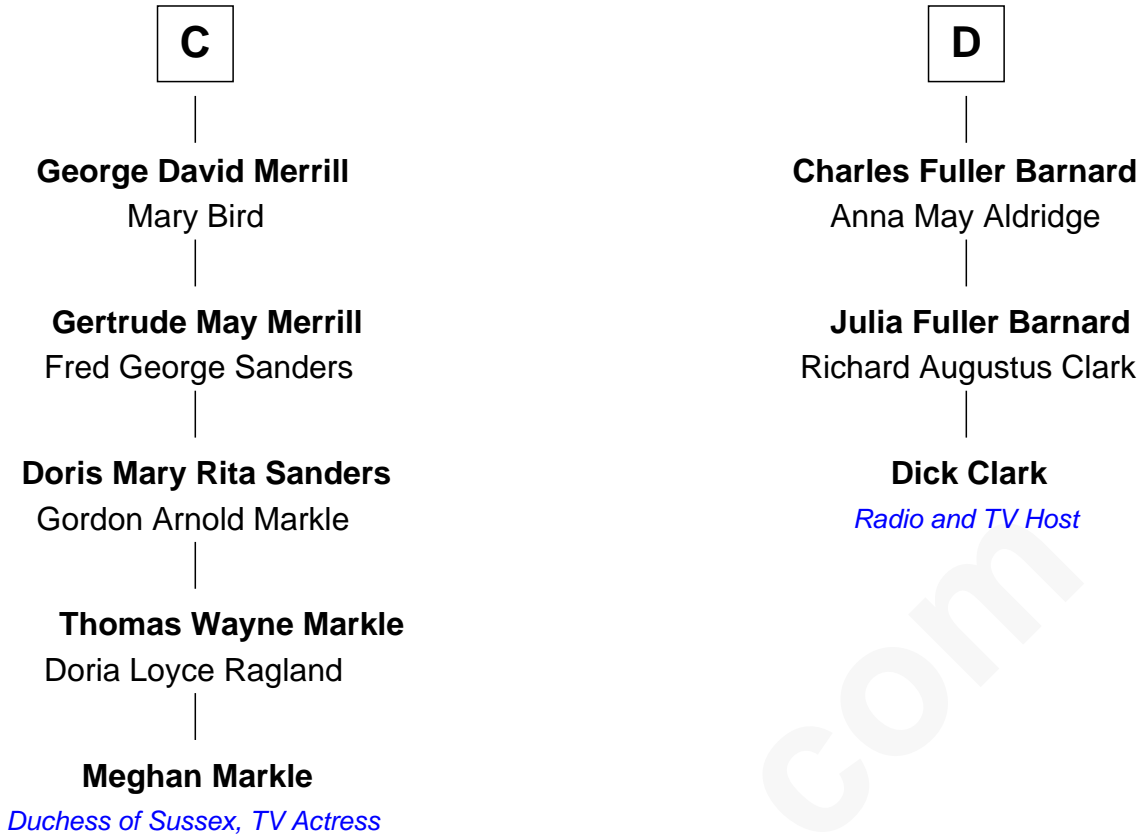 C
George David Merrill
Mary Bird
Gertrude May Merrill
Fred George Sanders
Doris Mary Rita Sanders
Gordon Arnold Markle
Thomas Wayne Markle
Doria Loyce Ragland
Meghan Markle
Duchess of Sussex, TV Actress
D
Charles Fuller Barnard
Anna May Aldridge
Julia Fuller Barnard
Richard Augustus Clark
Dick Clark
Radio and TV Host
com